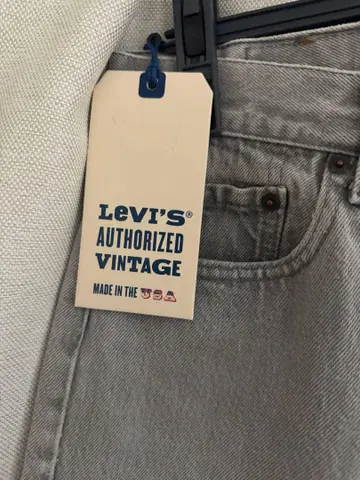 LEVI'S®
AUTHORIZED
VINTAGE
MADE IN THE USA